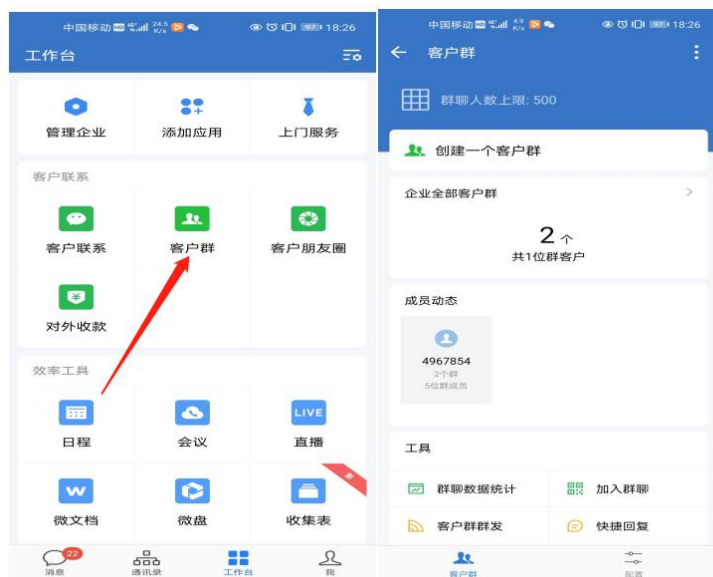 中国移动 HD 24.5 K/s 18:26
工作台
管理企业 添加应用 上门服务
客户联系
客户联系 客户群 客户朋友圈
对外收款
效率工具
LIVE
日程 会议 直播
微文档 微盘 收集表
22
消息 通讯录 工作台 我
中国移动 HD 4.9 K/s 18:26
客户群
群聊人数上限: 500
创建一个客户群
企业全部客户群
2 个
共1位群客户
成员动态
4967854
2个群
5位群成员
工具
群聊数据统计 加入群聊
客户群群发 快捷回复
客户群 配置